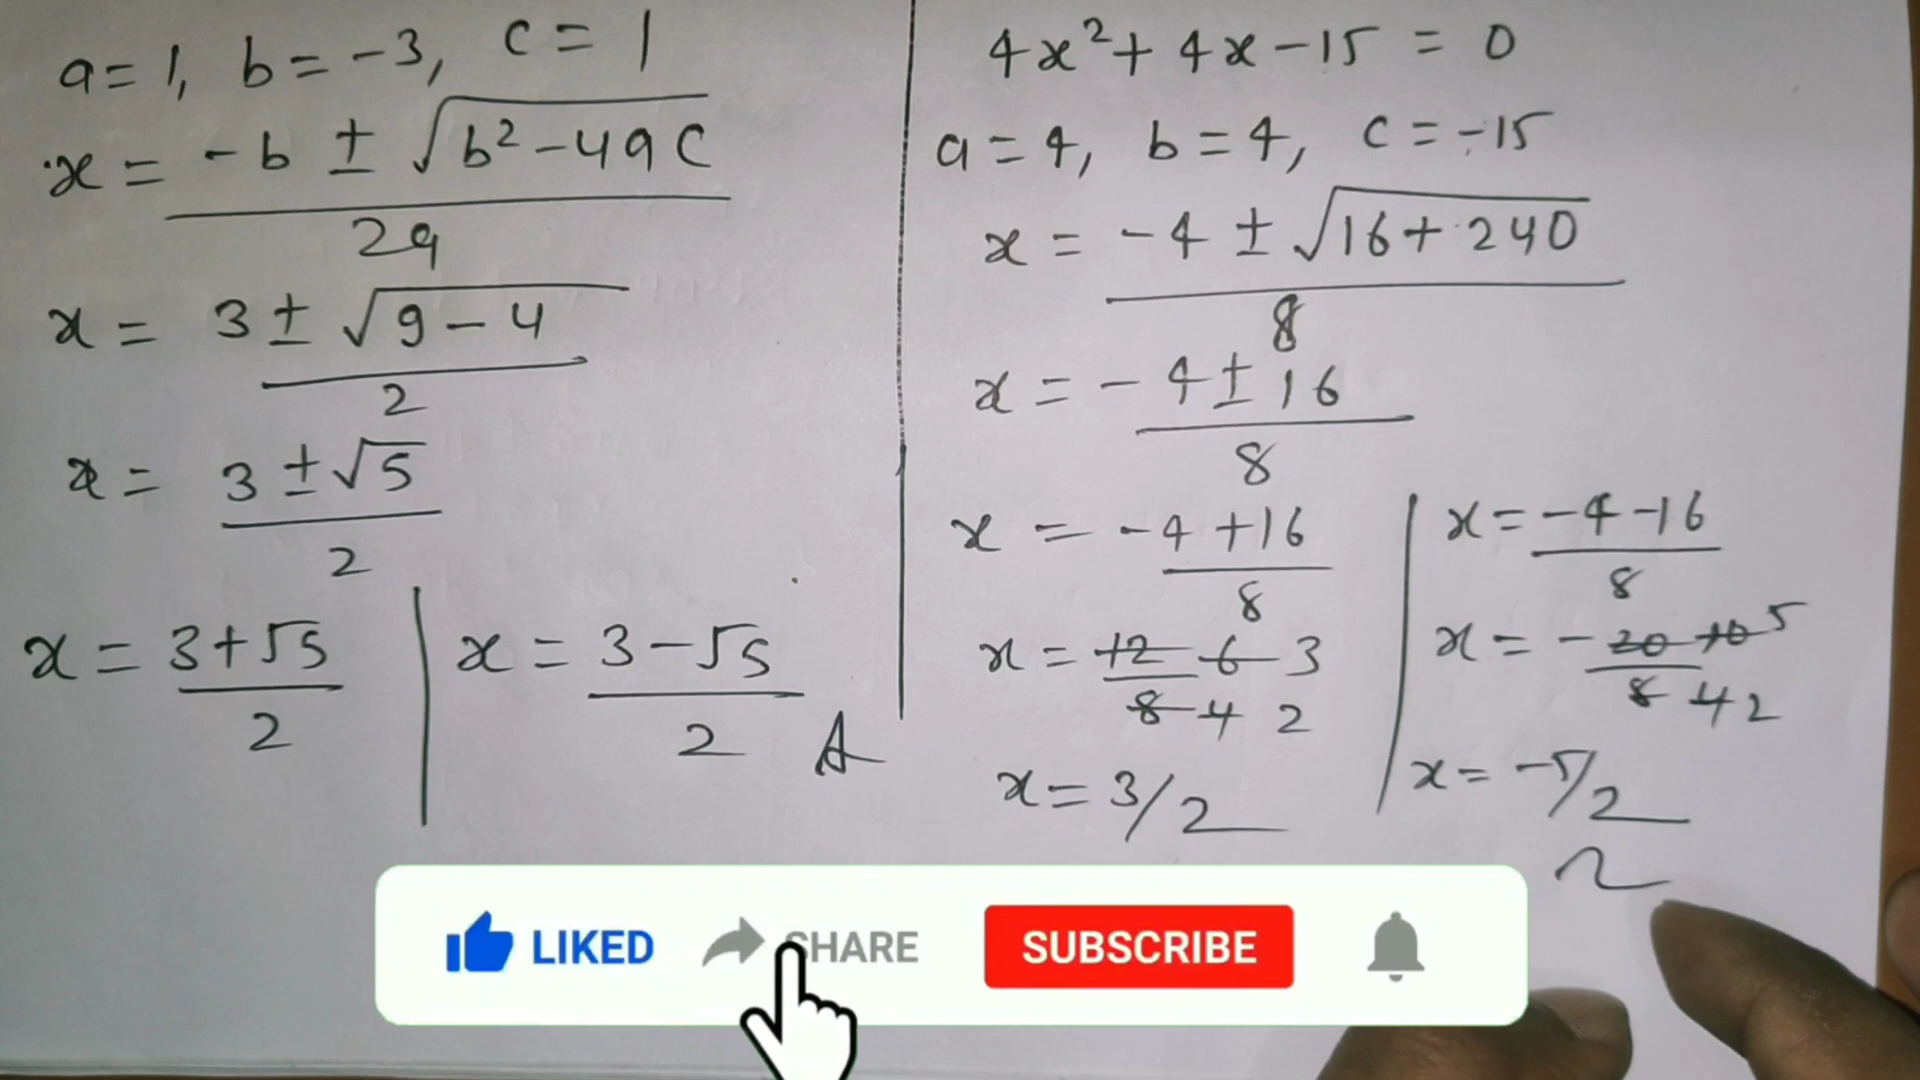 a=1, b=-3, c=1
x= -b ± √b²-4ac
2a
x= 3± √9-4
2
x= 3±√5
2
x=3+√5
2
x=3-√5
2
4x²+4x-15=0
a=4, b=4, c=-15
x= -4 ± √16+240
8
x= -4±16
8
x= -4+16
8
x= 12 6 3
8 4 2
x=3/2
x= -4-16
8
x= -20 10 5
8 4 2
x= -5/2
LIKED SHARE SUBSCRIBE